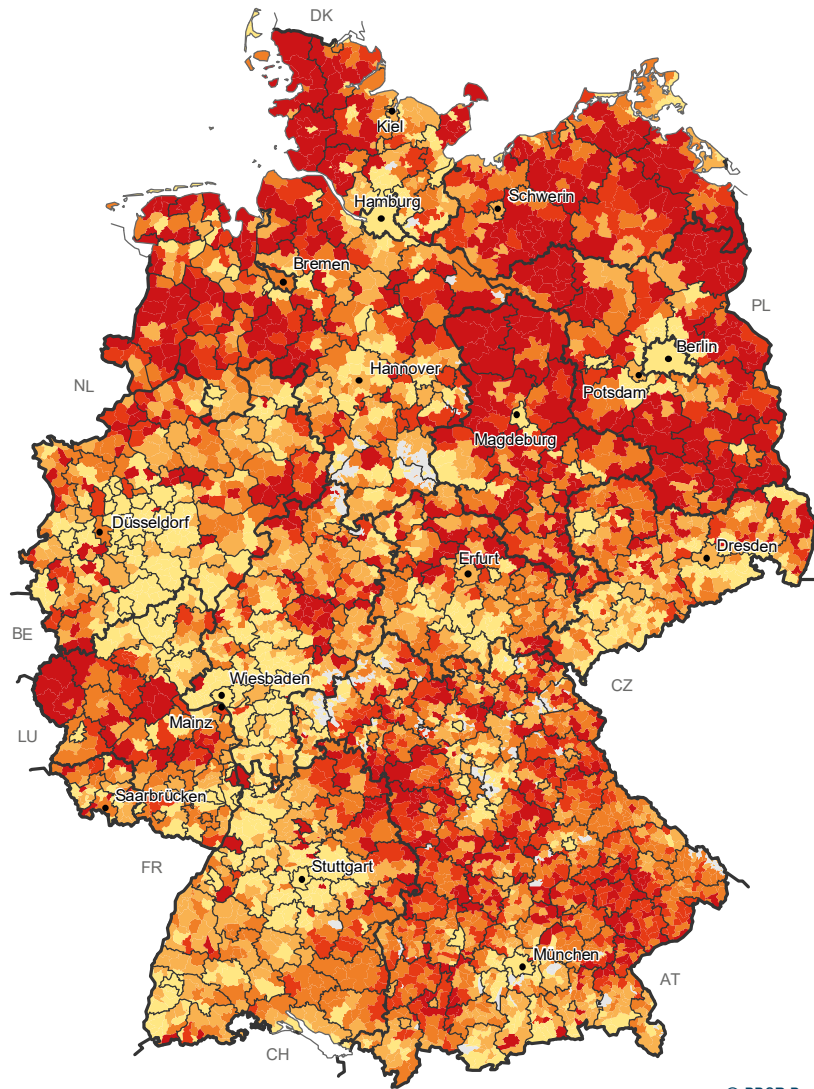 DK
Kiel
Hamburg
Schwerin
Bremen
PL
Berlin
Hannover
NL
Potsdam
Magdeburg
Düsseldorf
Dresden
Erfurt
BE
Wiesbaden
CZ
Mainz
LU
Saarbrücken
FR
Stuttgart
München
AT
CH